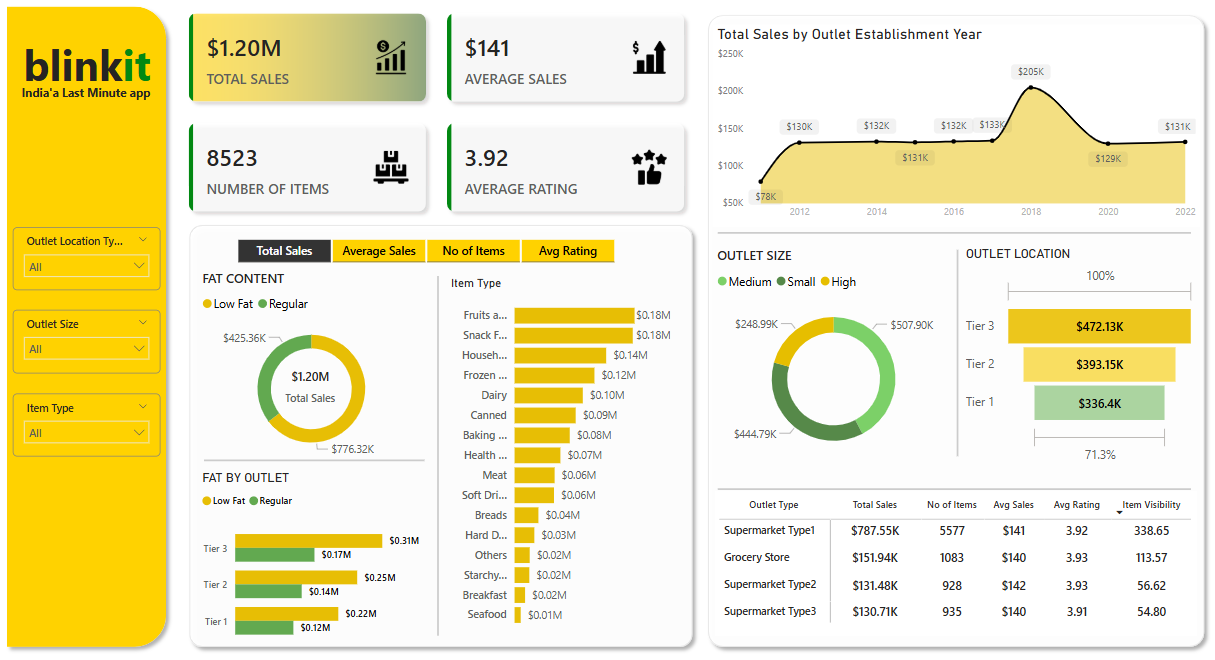 blinkit
India'a Last Minute app
Outlet Location Ty...
All
Outlet Size
All
Item Type
All
$1.20M
TOTAL SALES
$141
AVERAGE SALES
8523
NUMBER OF ITEMS
3.92
AVERAGE RATING
Total Sales
Average Sales
No of Items
Avg Rating
FAT CONTENT
Low Fat Regular
$425.36K
$1.20M
Total Sales
$776.32K
FAT BY OUTLET
Low Fat Regular
Tier 3 $0.31M
$0.17M
Tier 2 $0.25M
$0.14M
Tier 1 $0.22M
$0.12M
Item Type
Fruits a... $0.18M
Snack F... $0.18M
Househ... $0.14M
Frozen ... $0.12M
Dairy $0.10M
Canned $0.09M
Baking ... $0.08M
Health ... $0.07M
Meat $0.06M
Soft Dri... $0.06M
Breads $0.04M
Hard D... $0.03M
Others $0.02M
Starchy... $0.02M
Breakfast $0.02M
Seafood $0.01M
Total Sales by Outlet Establishment Year
$250K
$200K
$150K
$100K
$50K
$78K
$130K
$132K
$131K
$132K
$133K
$205K
$129K
$131K
2012 2014 2016 2018 2020 2022
OUTLET SIZE
Medium Small High
$248.99K
$507.90K
$444.79K
OUTLET LOCATION
100%
Tier 3 $472.13K
Tier 2 $393.15K
Tier 1 $336.4K
71.3%
Outlet Type Total Sales No of Items Avg Sales Avg Rating Item Visibility
Supermarket Type1 $787.55K 5577 $141 3.92 338.65
Grocery Store $151.94K 1083 $140 3.93 113.57
Supermarket Type2 $131.48K 928 $142 3.93 56.62
Supermarket Type3 $130.71K 935 $140 3.91 54.80